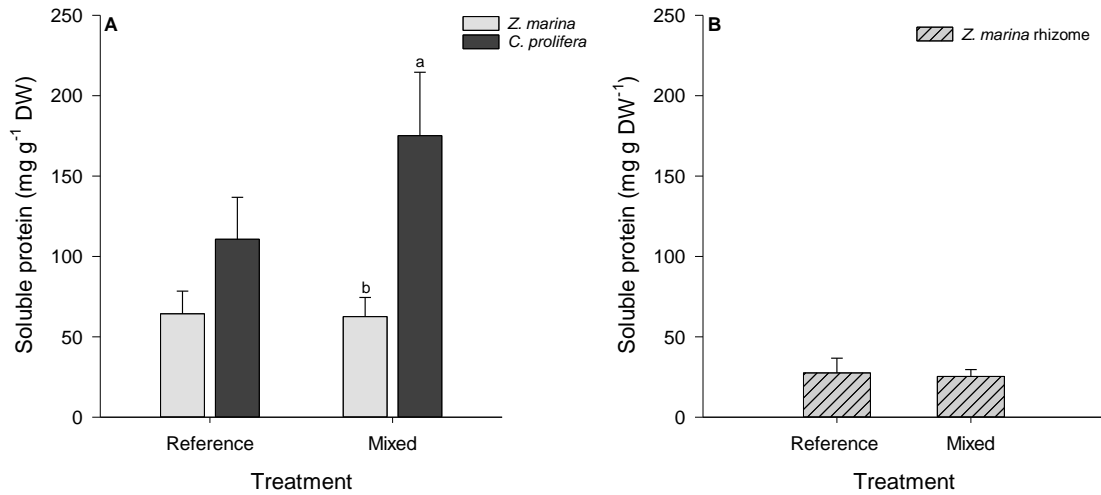 A
Z. marina
C. prolifera
250
200
150
100
50
0
Soluble protein (mg g⁻¹ DW)
a
b
Reference Mixed
Treatment
B
Z. marina rhizome
250
200
150
100
50
0
Soluble protein (mg g DW⁻¹)
Reference Mixed
Treatment